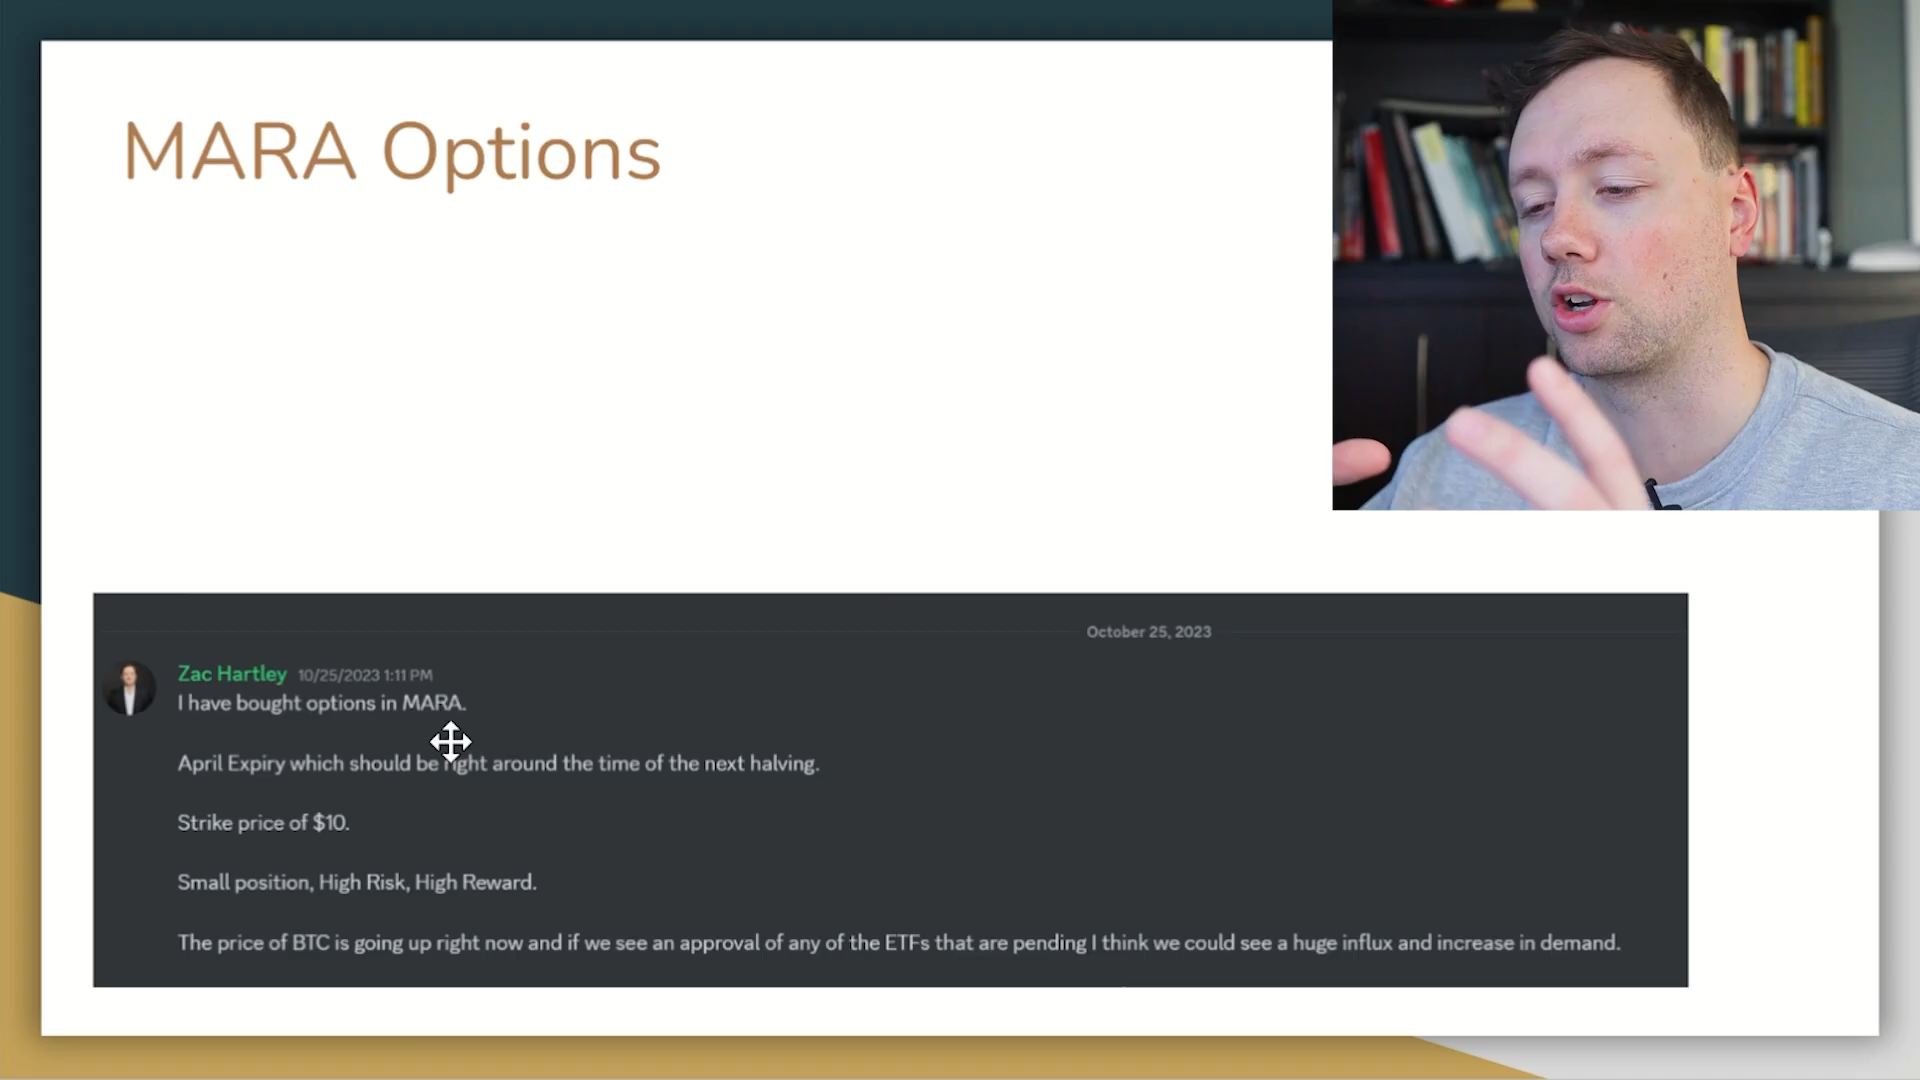 MARA Options
October 25, 2023
Zac Hartley 10/25/2023 1:11 PM
I have bought options in MARA.
April Expiry which should be right around the time of the next halving.
Strike price of $10.
Small position, High Risk, High Reward.
The price of BTC is going up right now and if we see an approval of any of the ETFs that are pending I think we could see a huge influx and increase in demand.